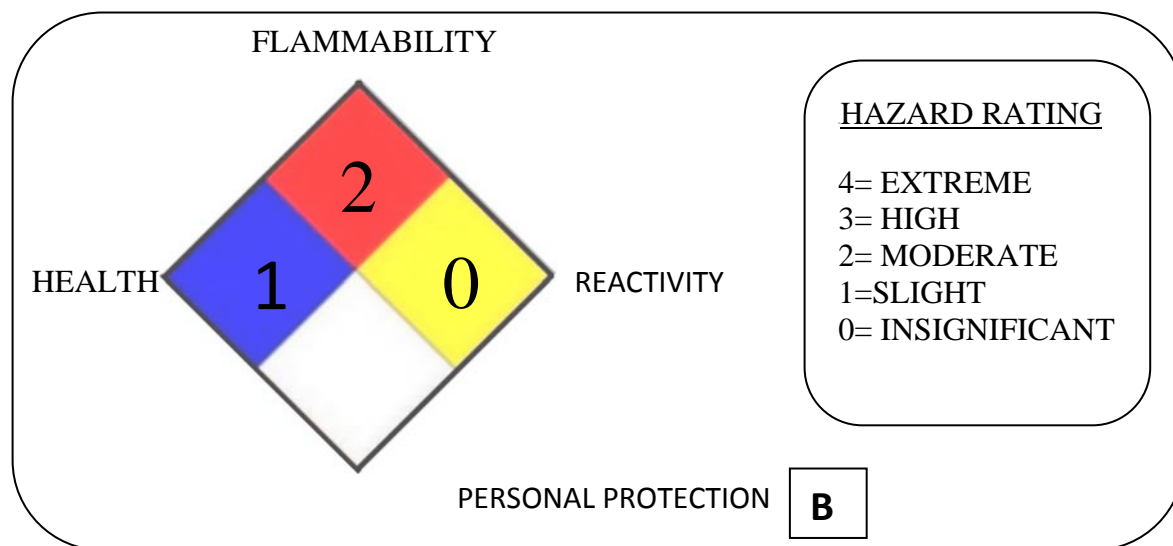 FLAMMABILITY
2
HEALTH
1
0
REACTIVITY
PERSONAL PROTECTION B
HAZARD RATING
4= EXTREME
3= HIGH
2= MODERATE
1=SLIGHT
0= INSIGNIFICANT